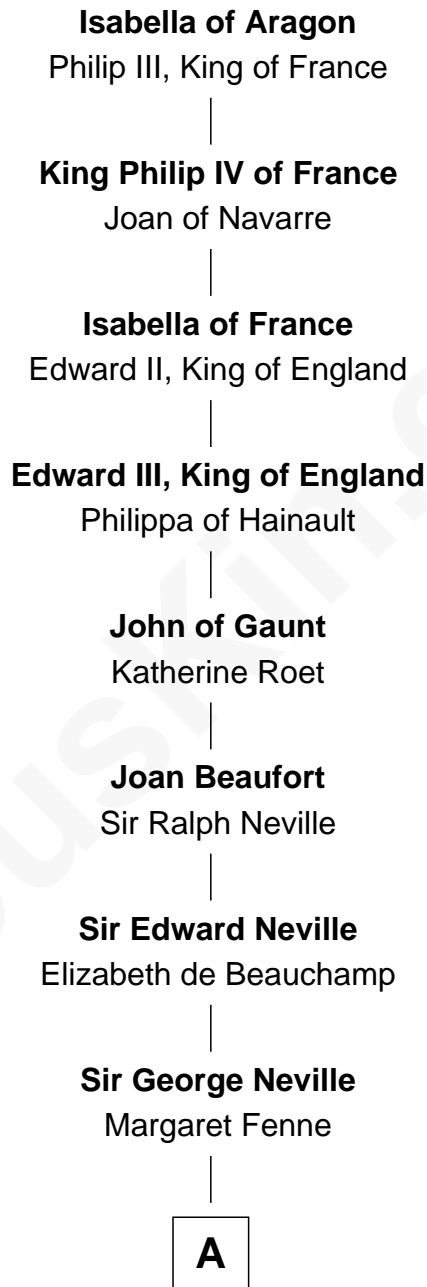 Isabella of Aragon
Philip III, King of France
King Philip IV of France
Joan of Navarre
Isabella of France
Edward II, King of England
Edward III, King of England
Philippa of Hainault
John of Gaunt
Katherine Roet
Joan Beaufort
Sir Ralph Neville
Sir Edward Neville
Elizabeth de Beauchamp
Sir George Neville
Margaret Fenne
A